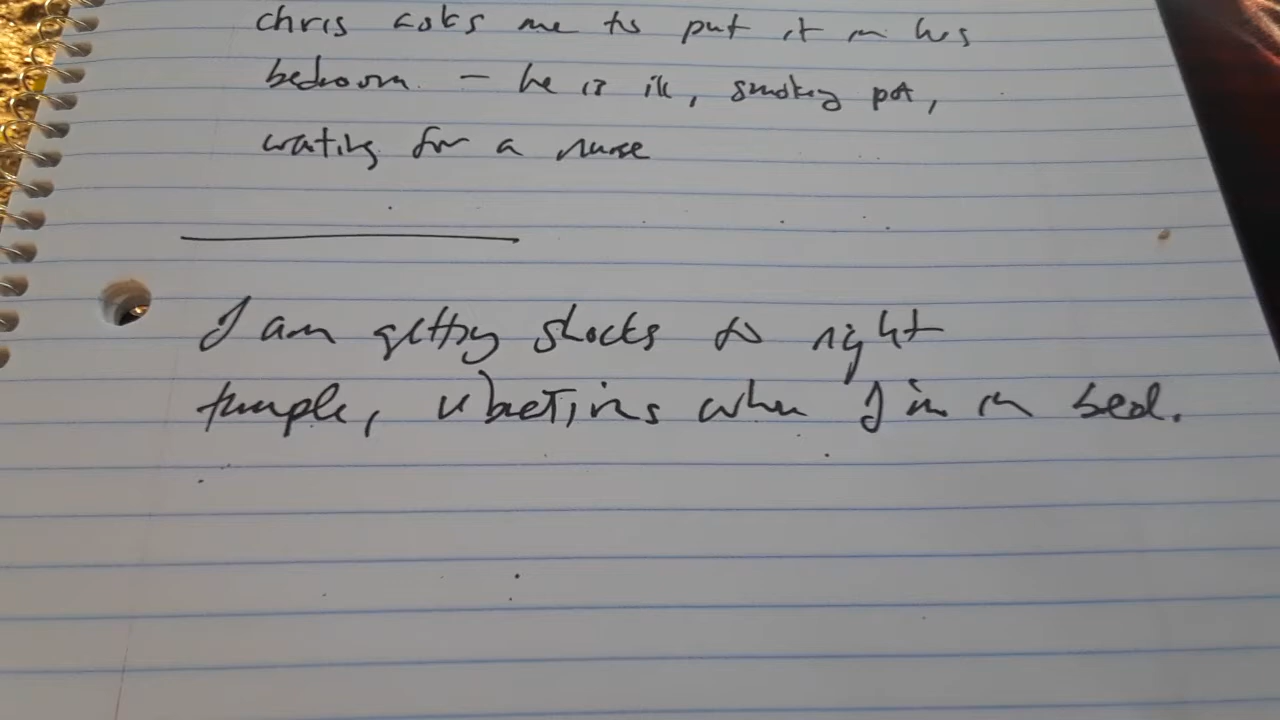 chris asks me to put it in his
bedroom - he is ill, smoking pot,
waiting for a nurse
I am getting shocks to right
temple, vibrations when I'm in bed.